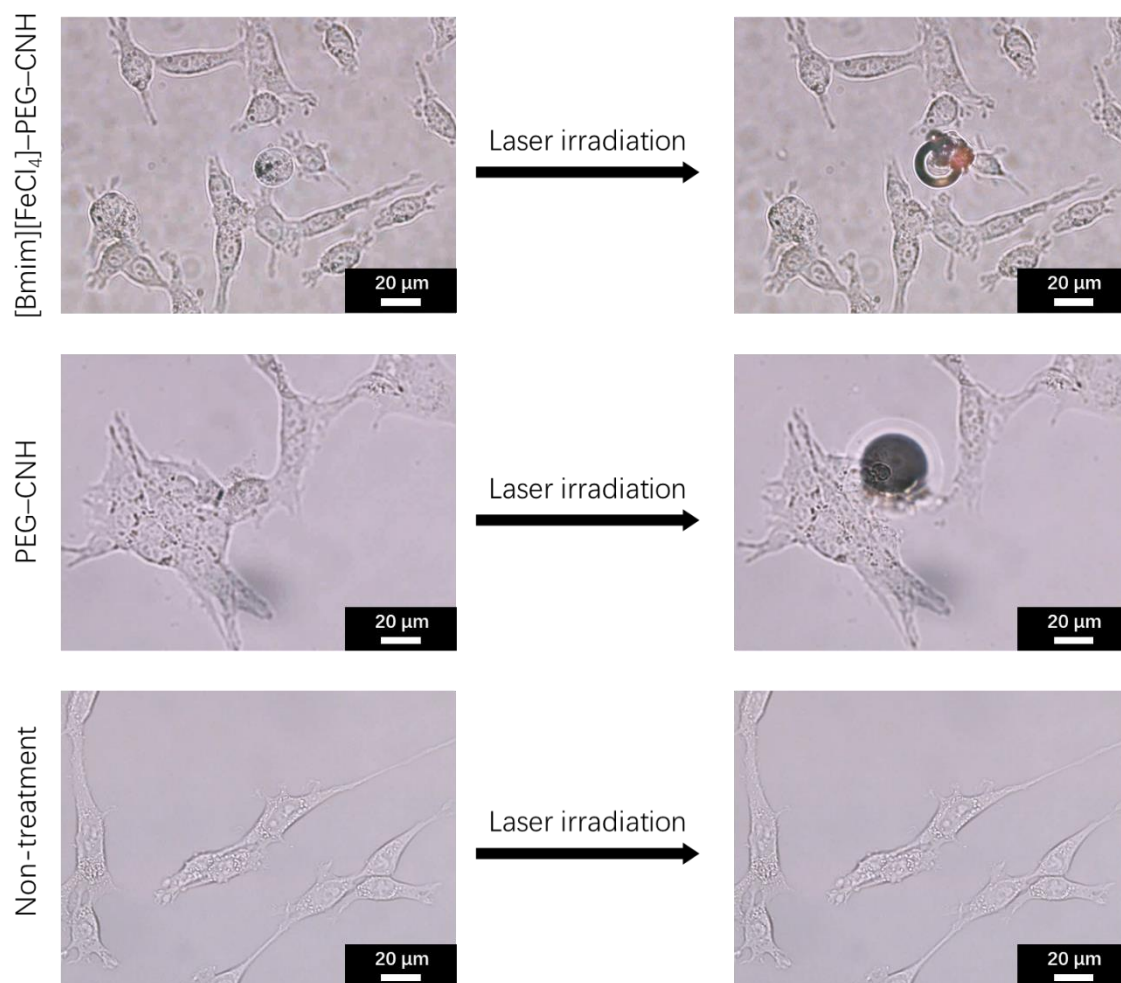 [Bmim][FeCl₄]–PEG–CNH
Laser irradiation
20 µm
20 µm
PEG–CNH
Laser irradiation
20 µm
20 µm
Non-treatment
Laser irradiation
20 µm
20 µm